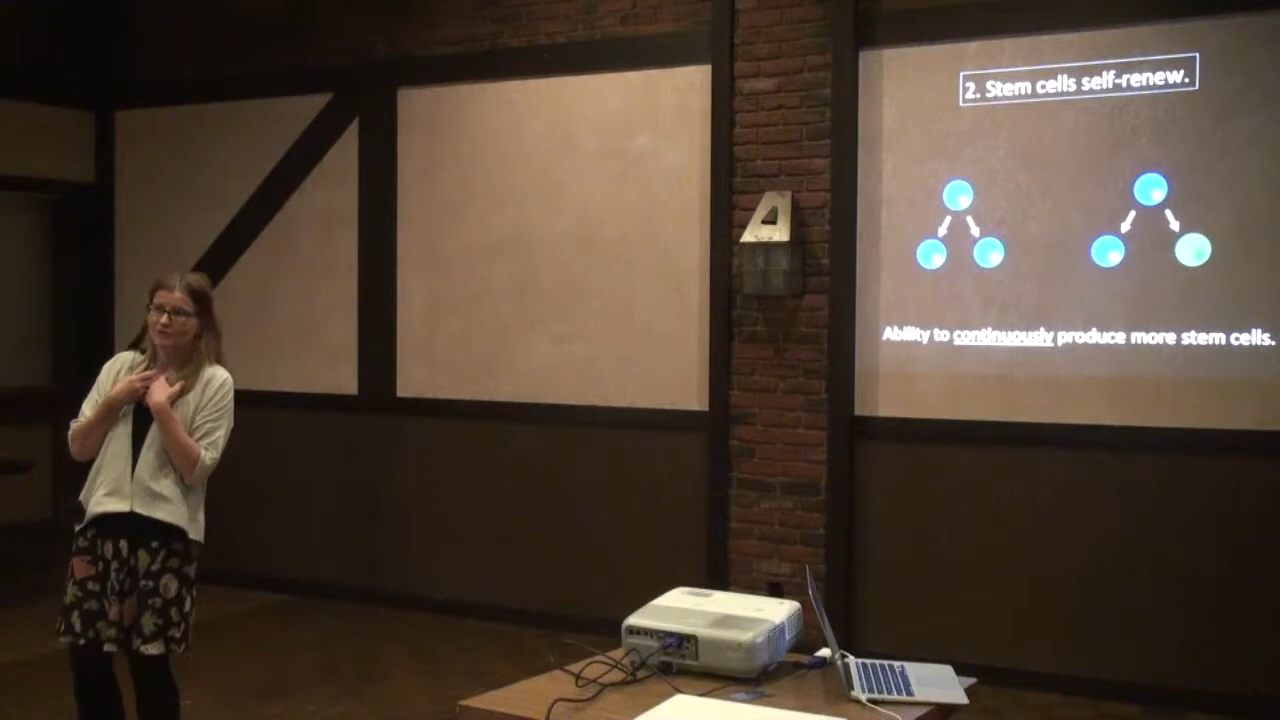 2. Stem cells self-renew.
Ability to continuously produce more stem cells.